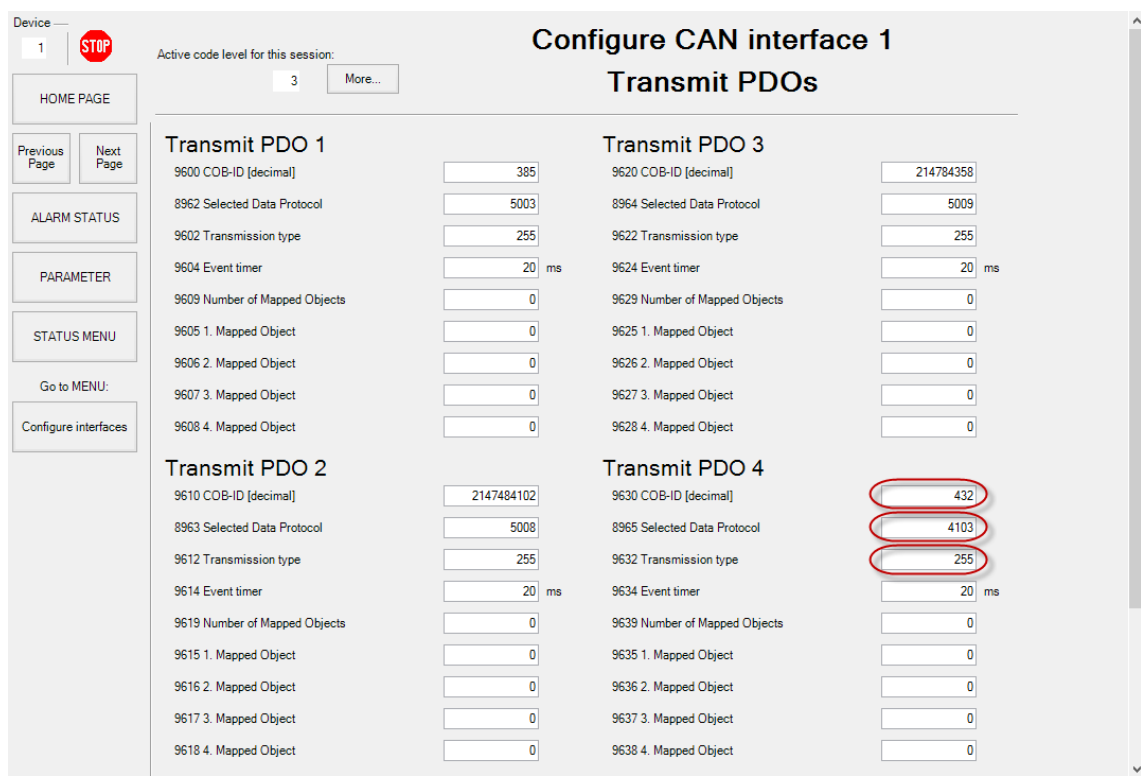 Device
1
STOP
Active code level for this session:
3 More...
Configure CAN interface 1
Transmit PDOs
HOME PAGE
Previous Page
Next Page
ALARM STATUS
PARAMETER
STATUS MENU
Go to MENU:
Configure interfaces
Transmit PDO 1
9600 COB-ID [decimal] 385
8962 Selected Data Protocol 5003
9602 Transmission type 255
9604 Event timer 20 ms
9609 Number of Mapped Objects 0
9605 1. Mapped Object 0
9606 2. Mapped Object 0
9607 3. Mapped Object 0
9608 4. Mapped Object 0
Transmit PDO 3
9620 COB-ID [decimal] 214784358
8964 Selected Data Protocol 5009
9622 Transmission type 255
9624 Event timer 20 ms
9629 Number of Mapped Objects 0
9625 1. Mapped Object 0
9626 2. Mapped Object 0
9627 3. Mapped Object 0
9628 4. Mapped Object 0
Transmit PDO 2
9610 COB-ID [decimal] 2147484102
8963 Selected Data Protocol 5008
9612 Transmission type 255
9614 Event timer 20 ms
9619 Number of Mapped Objects 0
9615 1. Mapped Object 0
9616 2. Mapped Object 0
9617 3. Mapped Object 0
9618 4. Mapped Object 0
Transmit PDO 4
9630 COB-ID [decimal] 432
8965 Selected Data Protocol 4103
9632 Transmission type 255
9634 Event timer 20 ms
9639 Number of Mapped Objects 0
9635 1. Mapped Object 0
9636 2. Mapped Object 0
9637 3. Mapped Object 0
9638 4. Mapped Object 0